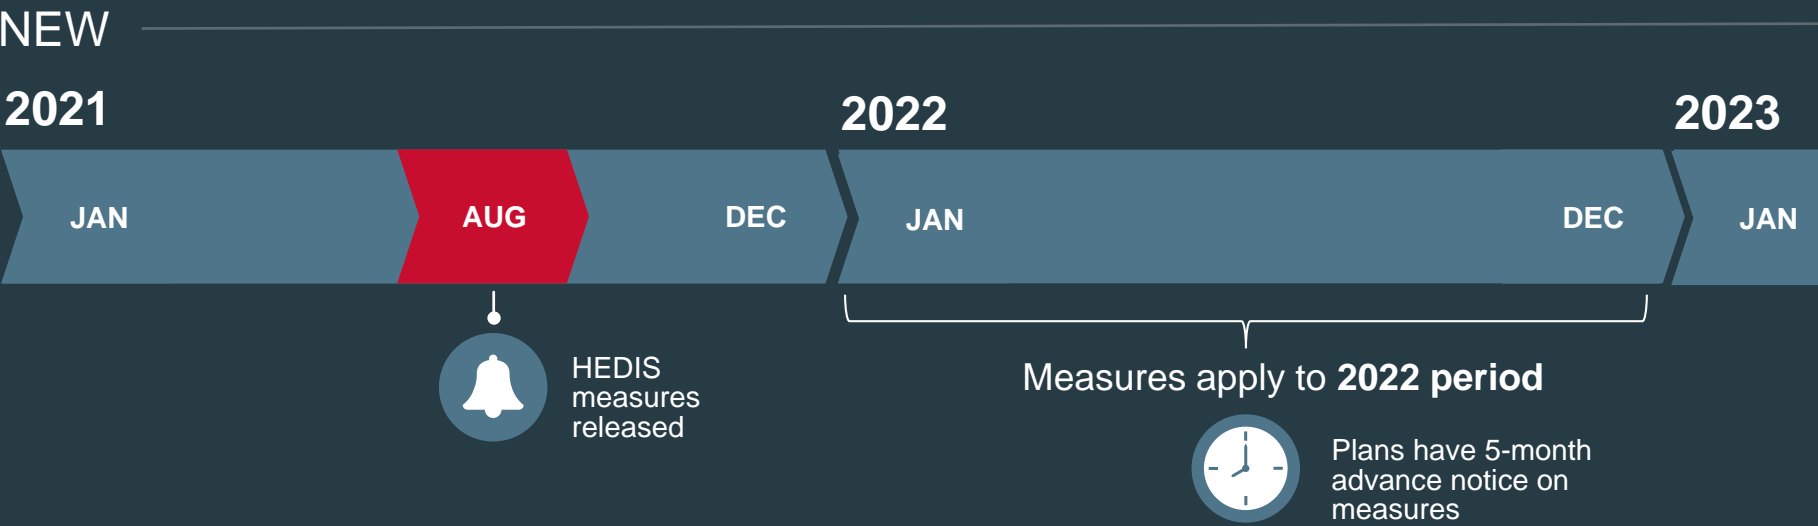 NEW
2021
2022
2023
JAN
AUG
DEC
JAN
DEC
JAN
HEDIS
measures
released
Measures apply to 2022 period
Plans have 5-month
advance notice on
measures